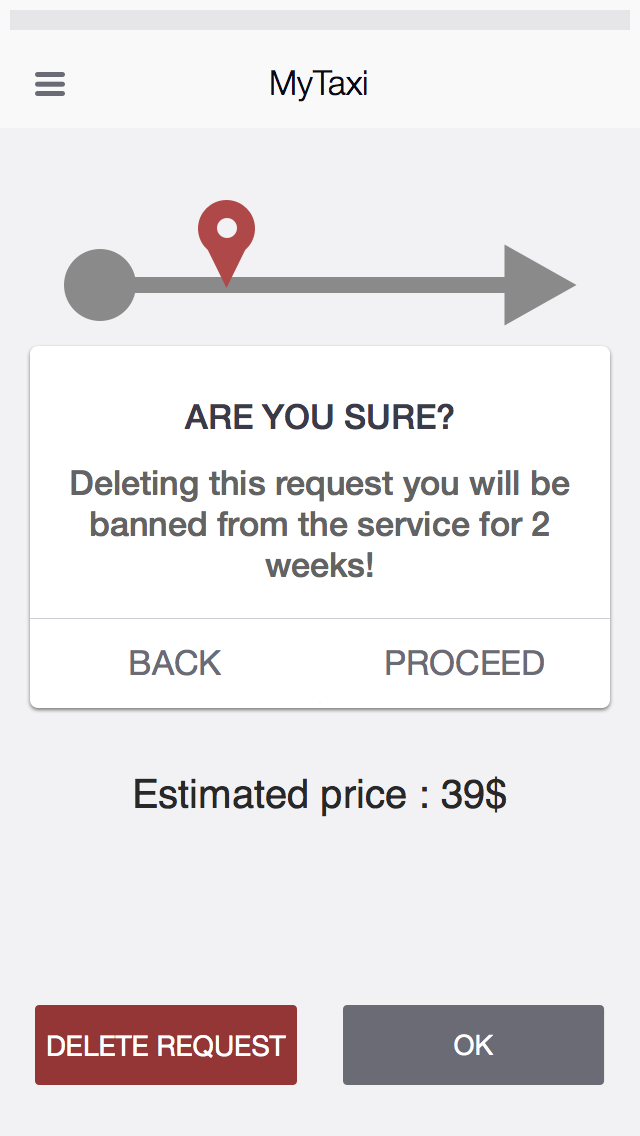 MyTaxi
ARE YOU SURE?
Deleting this request you will be
banned from the service for 2
weeks!
BACK
PROCEED
Estimated price : 39$
DELETE REQUEST
OK